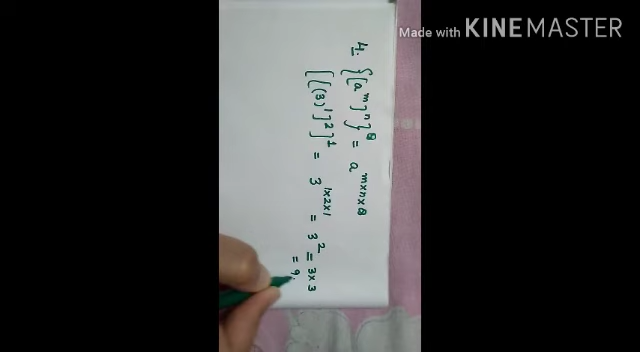 Made with KINEMASTER
4. {[a^m]^n}^θ = a^(m×n×θ)
[[(3)^1]^2]^1 = 3^(1×2×1) = 3^2 = 3×3
= 9.